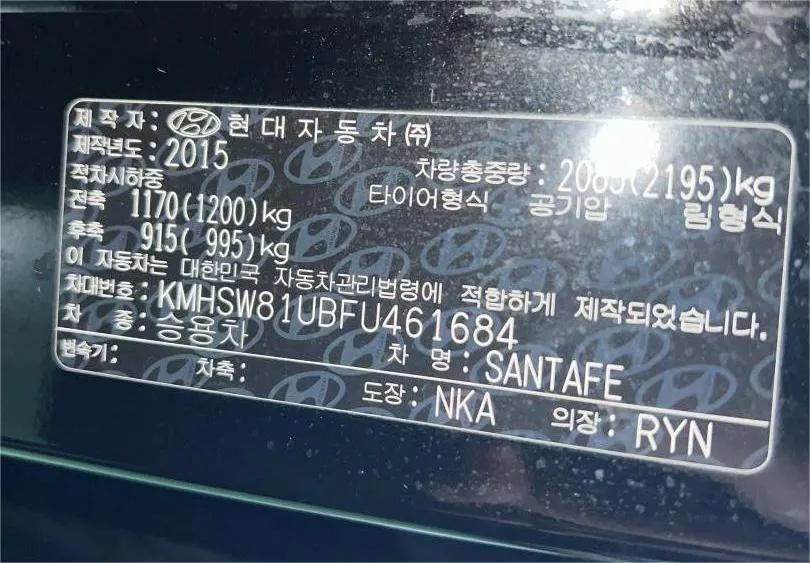 제 작 자 : 현 대 자 동 차 ㈜
제작년도 : 2015
차량총중량 : 2085(2195)kg
적차시하중
타이어형식 공기압 림형식
전축 1170(1200)kg
후축 915( 995)kg
이 자동차는 대한민국 자동차관리법령에 적합하게 제작되었습니다.
차대번호 : KMHSW81UBFU461684
차 종 : 승용차
차 명 : SANTAFE
변속기 : 차축 : 도장 : NKA 의장 : RYN